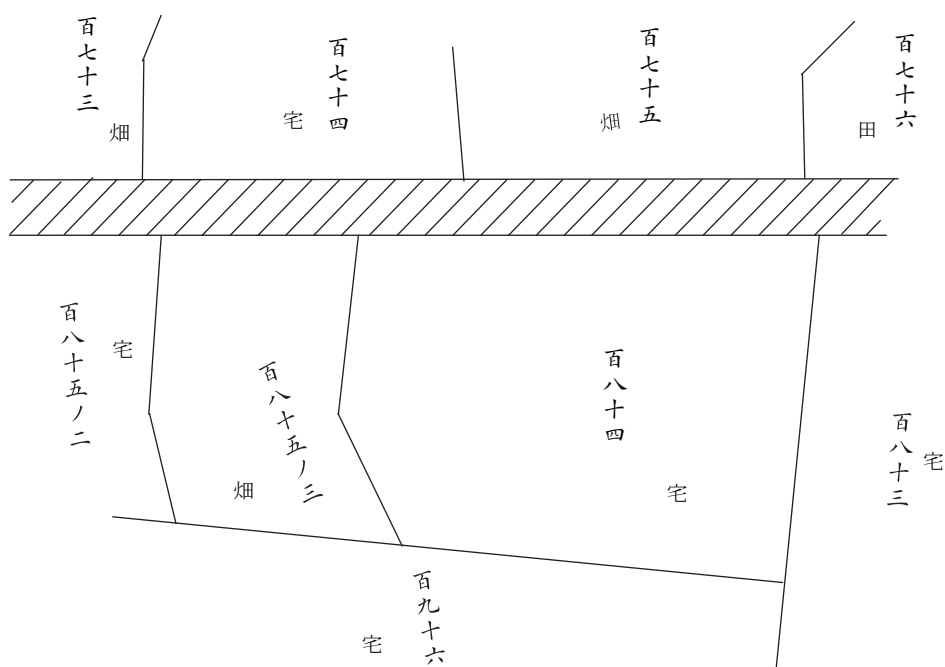 百七十三
畑
百七十四
宅
百七十五
畑
百七十六
田
百八十五ノ二
宅
百八十五ノ三
畑
百八十四
宅
百八十三
宅
百九十六
宅